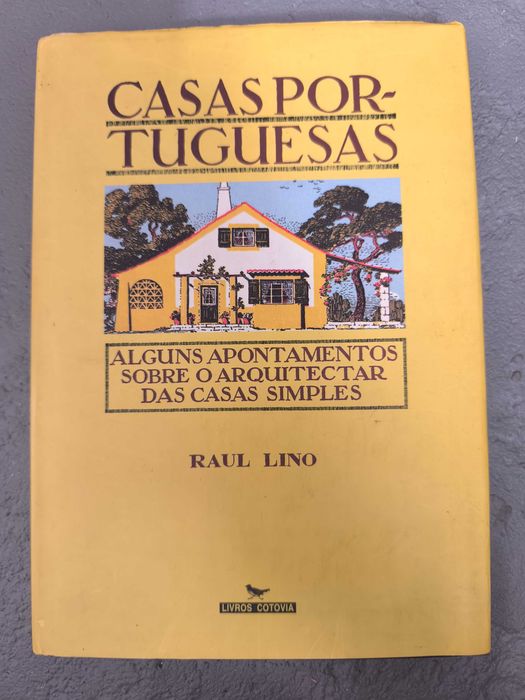 CASAS POR-
TUGUESAS
ALGUNS APONTAMENTOS
SOBRE O ARQUITECTAR
DAS CASAS SIMPLES
RAUL LINO
LIVROS COTOVIA